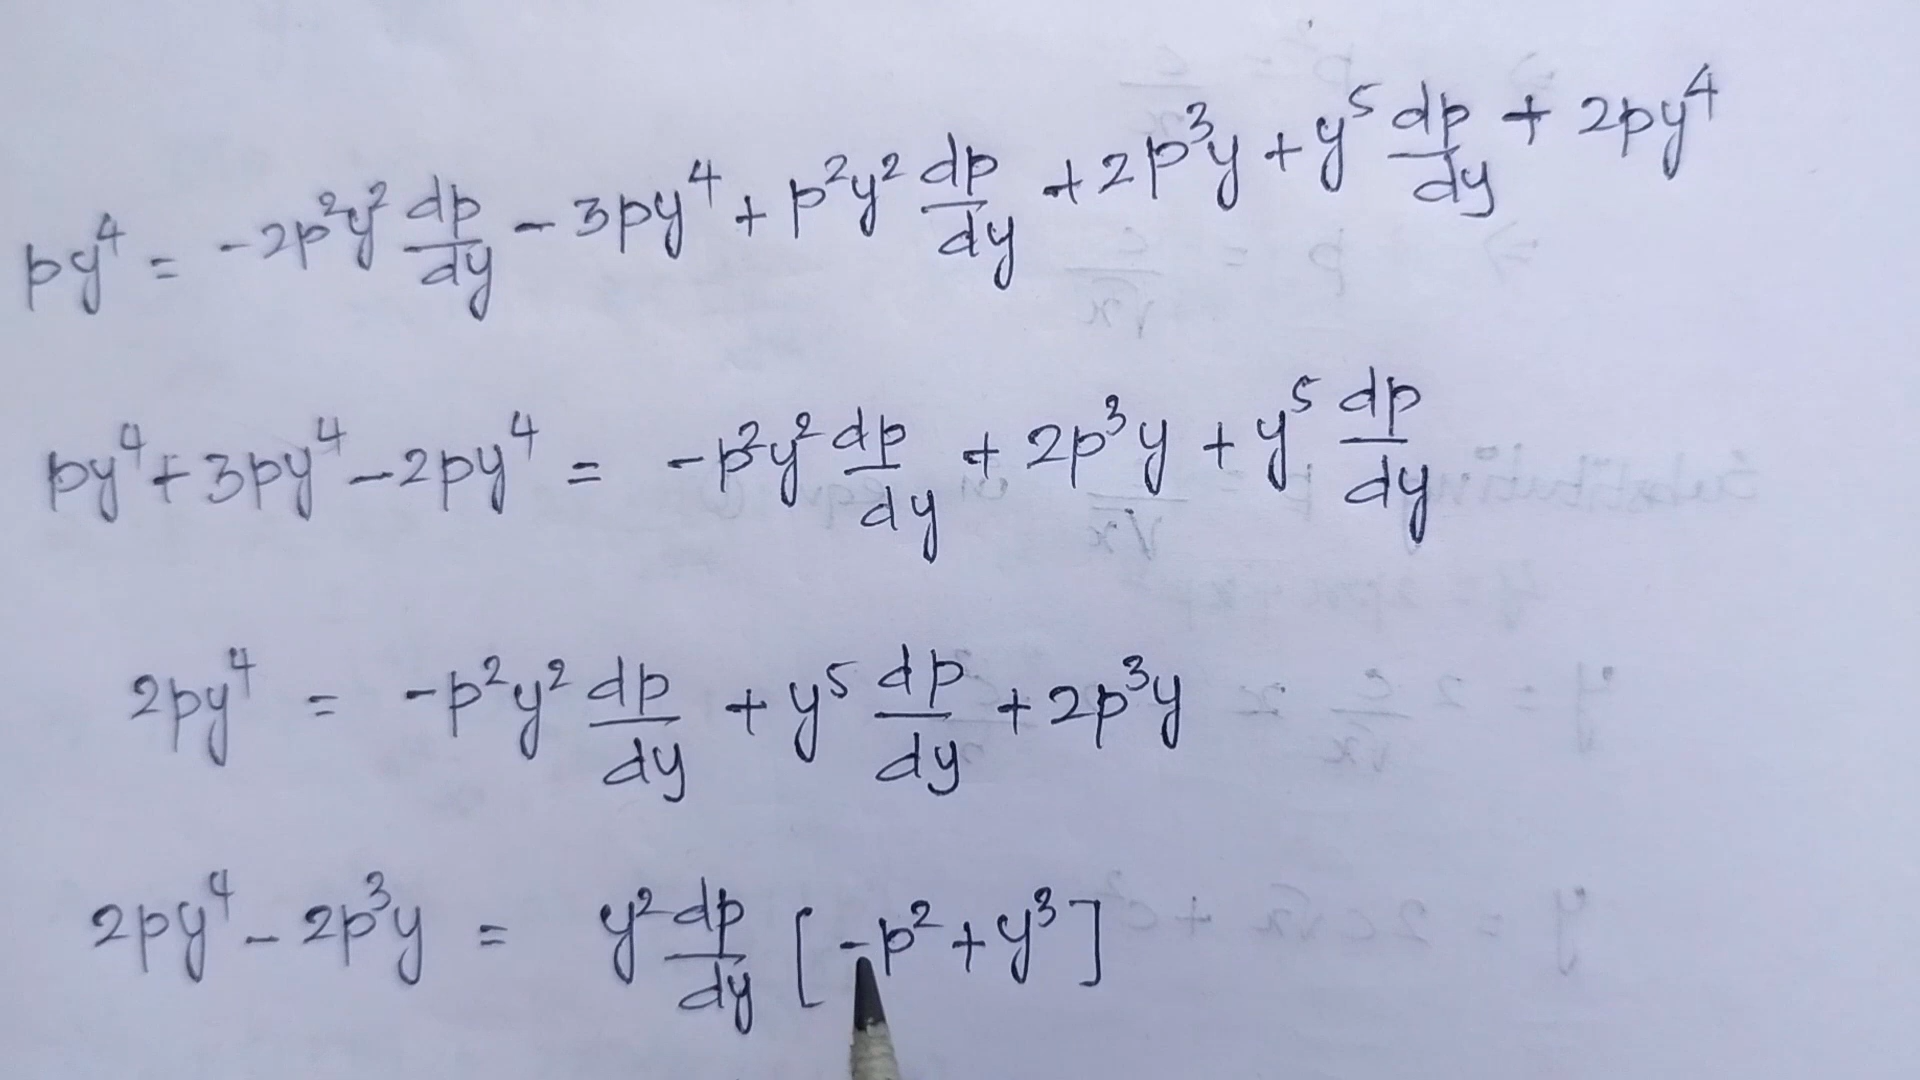 py⁴ = -2p²y² dp/dy - 3py⁴ + p²y² dp/dy + 2p³y + y⁵ dp/dy + 2py⁴
py⁴ + 3py⁴ - 2py⁴ = -p²y² dp/dy + 2p³y + y⁵ dp/dy
2py⁴ = -p²y² dp/dy + y⁵ dp/dy + 2p³y
2py⁴ - 2p³y = y² dp/dy [-p² + y³]